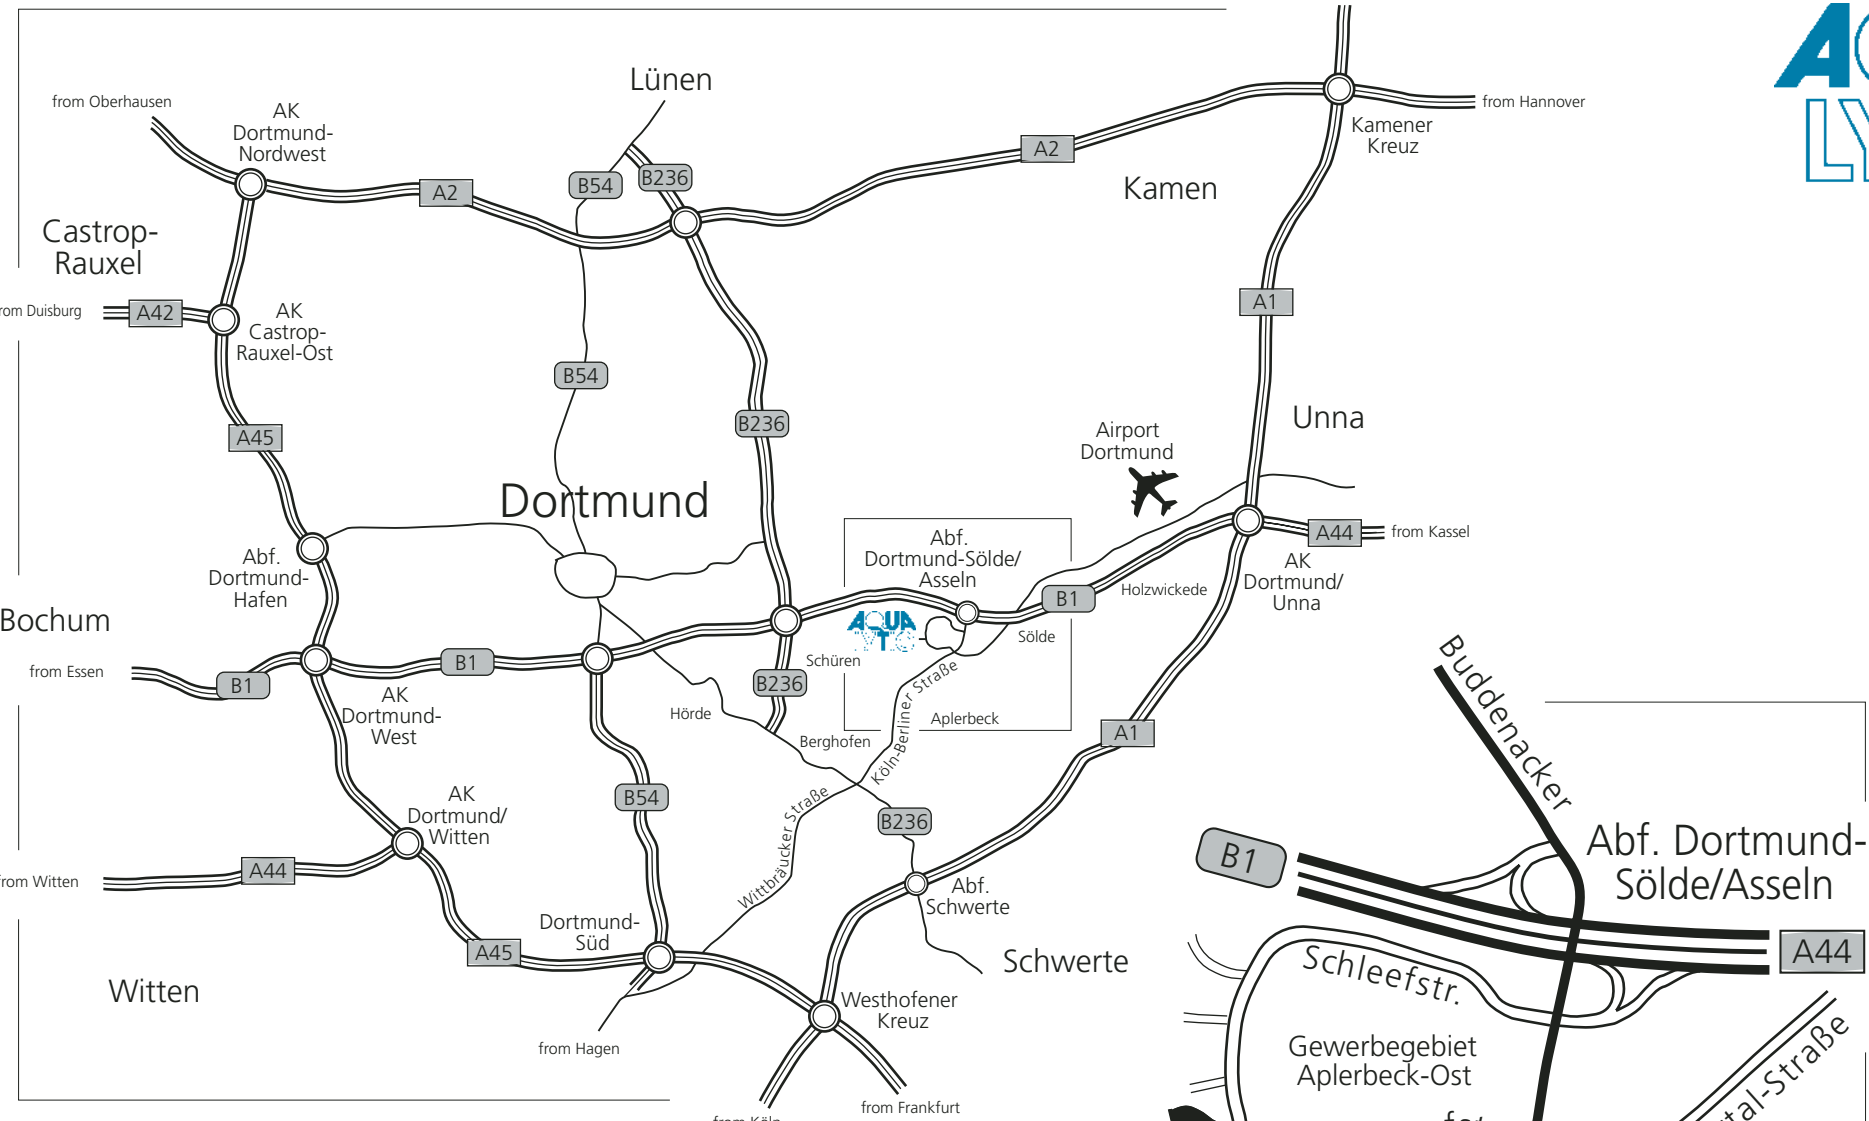 Lünen
from Oberhausen
AK
Dortmund-
Nordwest
from Hannover
Kamener
Kreuz
A2
B54
B236
A2
Kamen
Castrop-
Rauxel
A42
AK
Castrop-
Rauxel-Ost
A1
B54
B236
A45
Unna
Airport
Dortmund
Dortmund
Abf.
Dortmund-Sölde/
Asseln
A44
from Kassel
AK
Dortmund/
Unna
Abf.
Dortmund-
Hafen
B1
Holzwickede
Bochum
AQUA
Sölde
from Essen
B1
B1
Schüren
B236
AK
Dortmund-
West
Hörde
Aplerbeck
Berghofen
Köln-Berliner Straße
A1
Buddenacker
AK
Dortmund/
Witten
B54
Wittbräucker Straße
B236
B1
Abf. Dortmund-
Sölde/Asseln
from Witten
A44
Abf.
Schwerte
Dortmund-
Süd
A45
Schwerte
Schleefstr.
A44
Witten
Westhofener
Kreuz
from Hagen
Gewerbegebiet
Aplerbeck-Ost
from Frankfurt